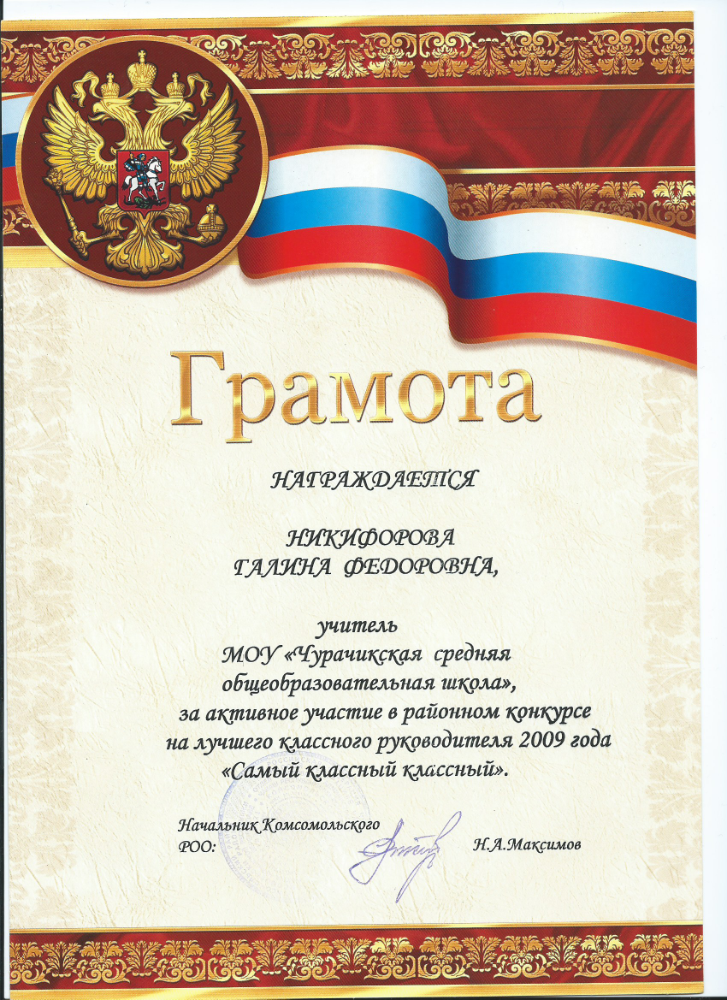 Грамота
НАГРАЖДАЕТСЯ
НИКИФОРОВА
ГАЛИНА ФЕДОРОВНА,
учитель
МОУ «Чурачикская средняя
общеобразовательная школа»,
за активное участие в районном конкурсе
на лучшего классного руководителя 2009 года
«Самый классный классный».
Начальник Комсомольского
РОО: Н.А.Максимов